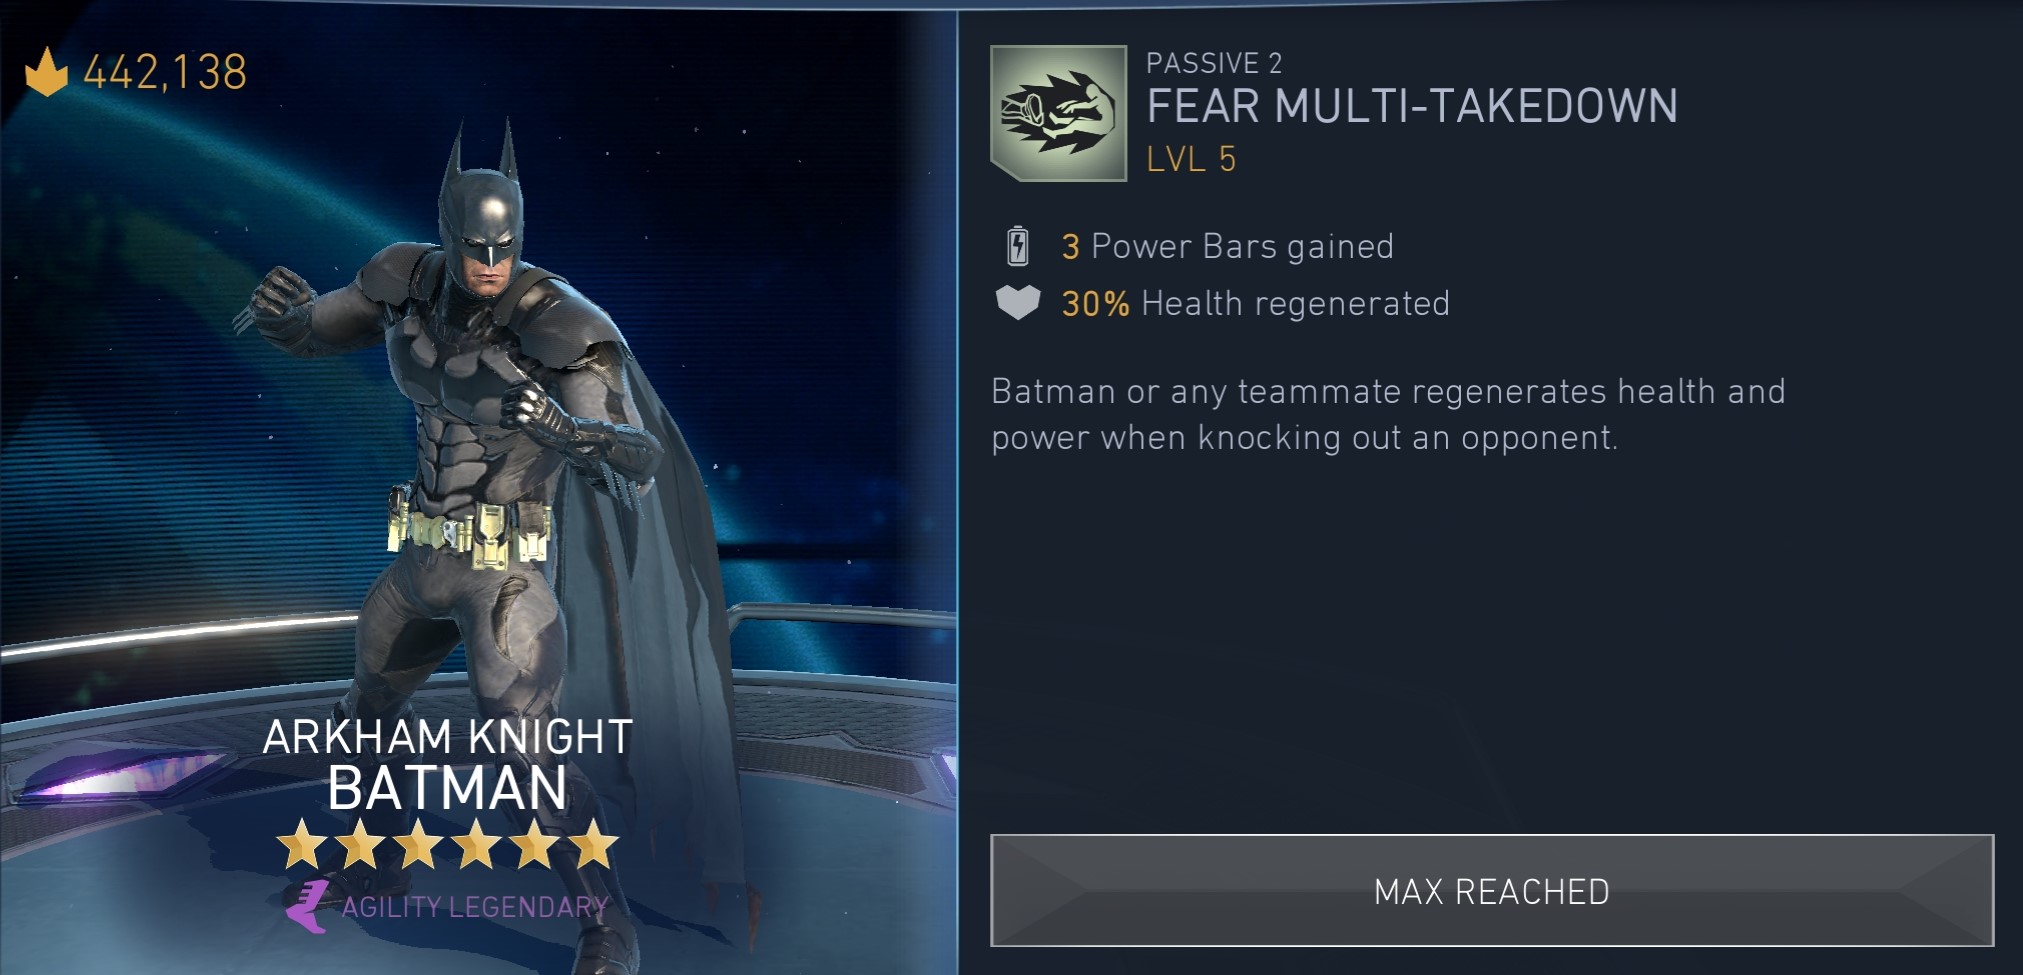 442,138
ARKHAM KNIGHT
BATMAN
AGILITY LEGENDARY
PASSIVE 2
FEAR MULTI-TAKEDOWN
LVL 5
3 Power Bars gained
30% Health regenerated
Batman or any teammate regenerates health and
power when knocking out an opponent.
MAX REACHED